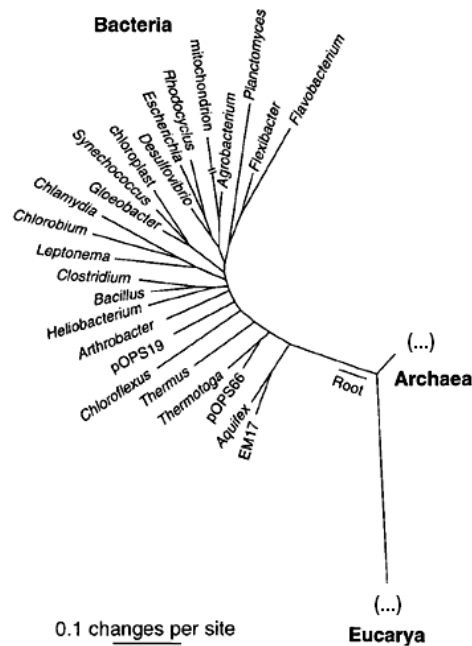 Bacteria
Flavobacterium
Flexibacter
Planctomyces
Agrobacterium
mitochondrion
Rhodocyclus
Escherichia
Desulfovibrio
chloroplast
Synechococcus
Gloeobacter
Chlamydia
Chlorobium
Leptonema
Clostridium
Bacillus
Heliobacterium
Arthrobacter
pOPS19
Chloroflexus
Thermus
Thermotoga
pOPS66
Aquifex
EM17
Root
(...)
Archaea
(...)
Eucarya
0.1 changes per site